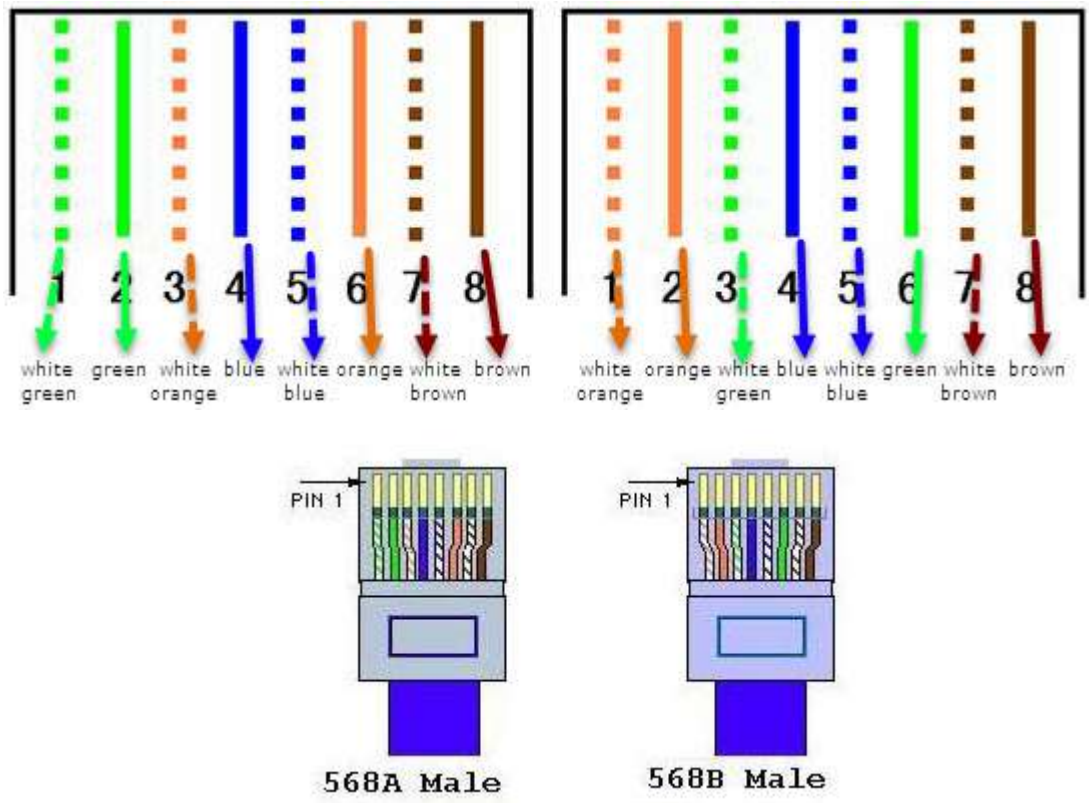 1 2 3 4 5 6 7 8
white green white blue white orange white brown
green orange blue brown
1 2 3 4 5 6 7 8
white orange white blue white green white brown
orange green blue brown
PIN 1
PIN 1
568A Male
568B Male